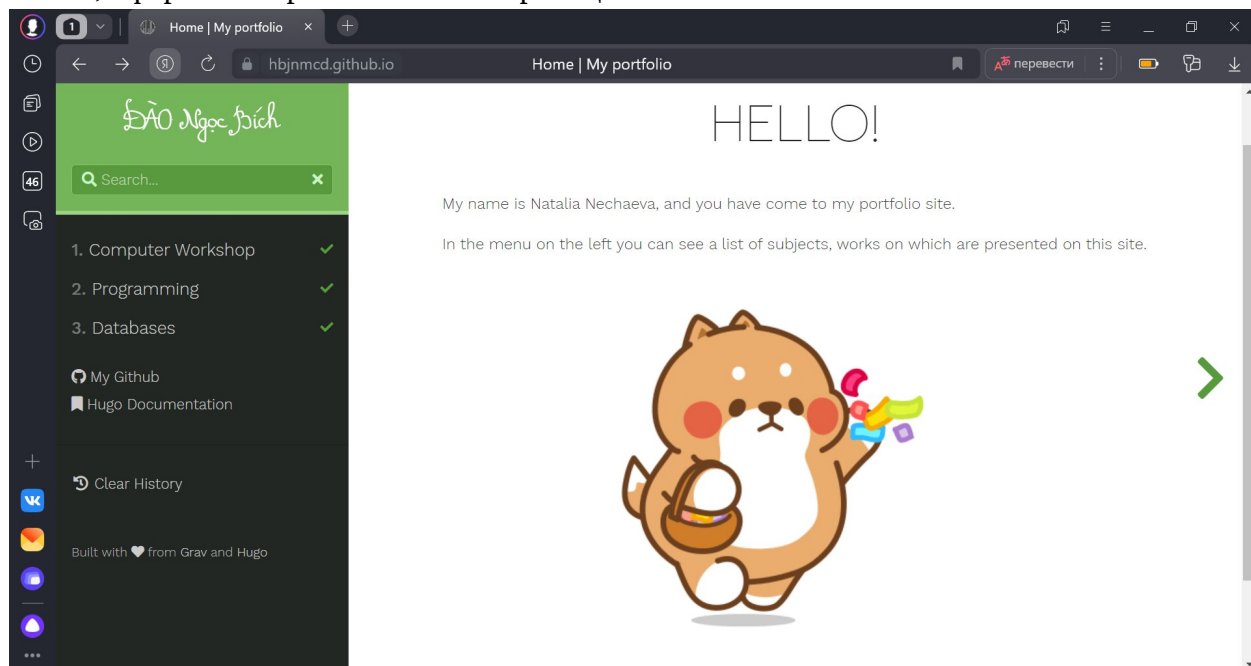 1
Home | My portfolio
hbjnmcd.github.io
Home | My portfolio
перевести
46
ĐÀO Ngọc Bích
Search...
HELLO!
My name is Natalia Nechaeva, and you have come to my portfolio site.
In the menu on the left you can see a list of subjects, works on which are presented on this site.
1. Computer Workshop
2. Programming
3. Databases
My Github
Hugo Documentation
Clear History
Built with from Grav and Hugo